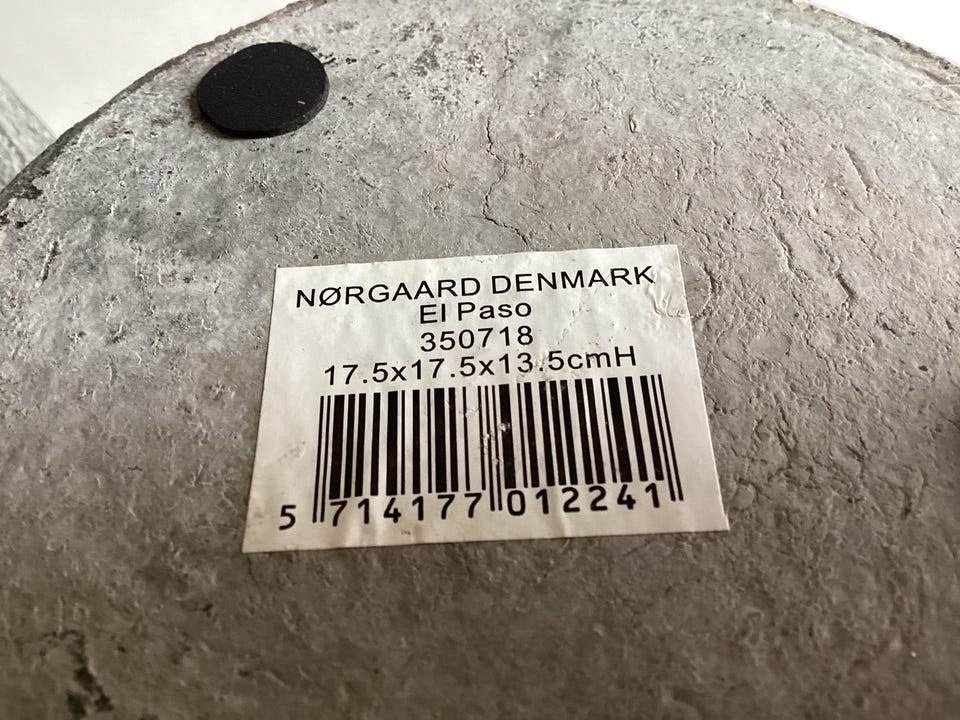 NØRGAARD DENMARK
El Paso
350718
17.5x17.5x13.5cmH
5 714177 012241